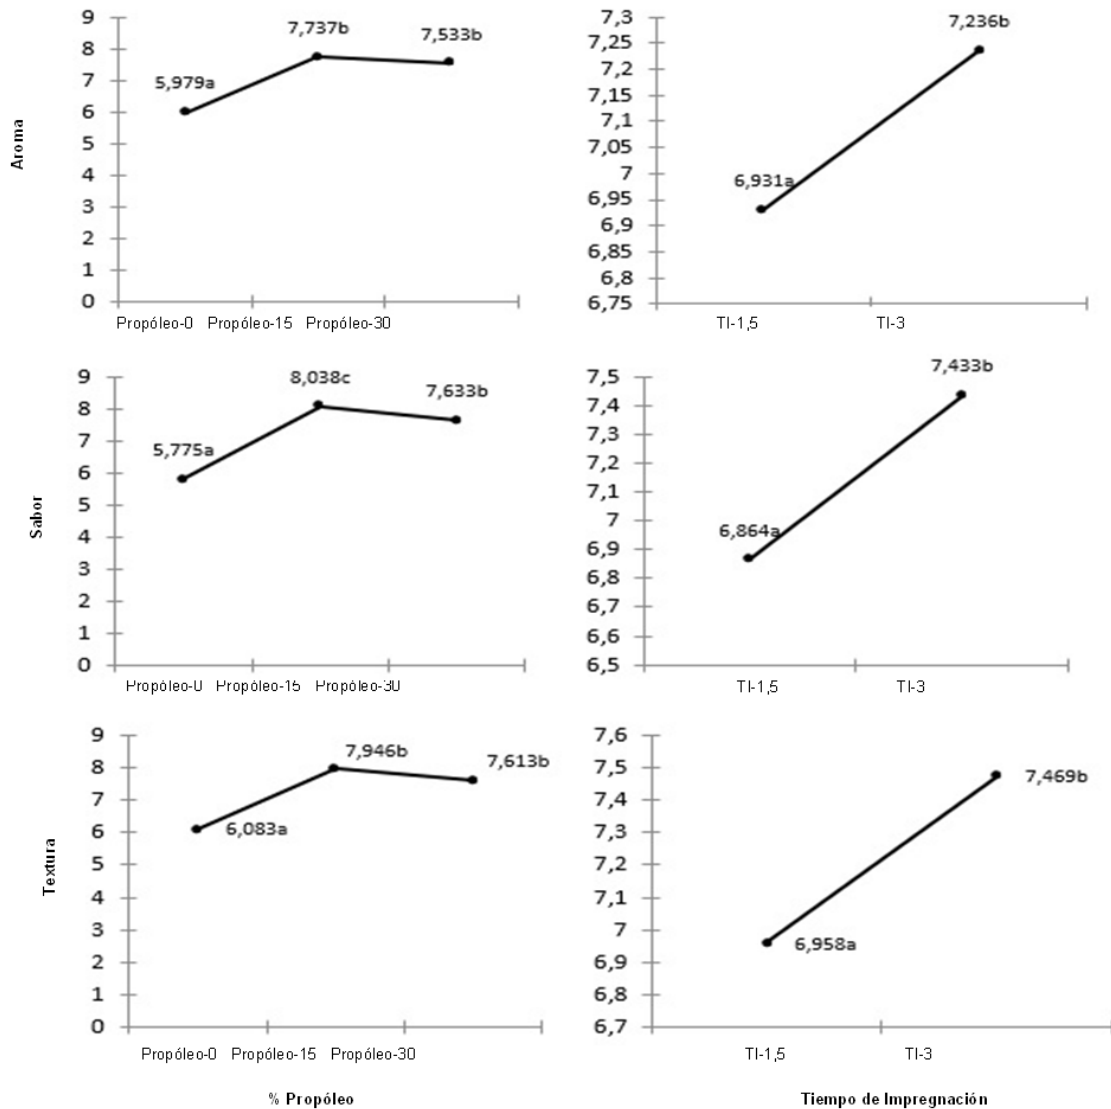 Aroma
9
8
7
6
5
4
3
2
1
0
5,979a
7,737b
7,533b
Propóleo-0 Propóleo-15 Propóleo-30
7,3
7,25
7,2
7,15
7,1
7,05
7
6,95
6,9
6,85
6,8
6,75
6,931a
7,236b
TI-1,5 TI-3
Sabor
9
8
7
6
5
4
3
2
1
0
5,775a
8,038c
7,633b
Propóleo-0 Propóleo-15 Propóleo-30
7,5
7,4
7,3
7,2
7,1
7
6,9
6,8
6,7
6,6
6,5
6,864a
7,433b
TI-1,5 TI-3
Textura
9
8
7
6
5
4
3
2
1
0
6,083a
7,946b
7,613b
Propóleo-0 Propóleo-15 Propóleo-30
% Propóleo
7,6
7,5
7,4
7,3
7,2
7,1
7
6,9
6,8
6,7
6,958a
7,469b
TI-1,5 TI-3
Tiempo de Impregnación